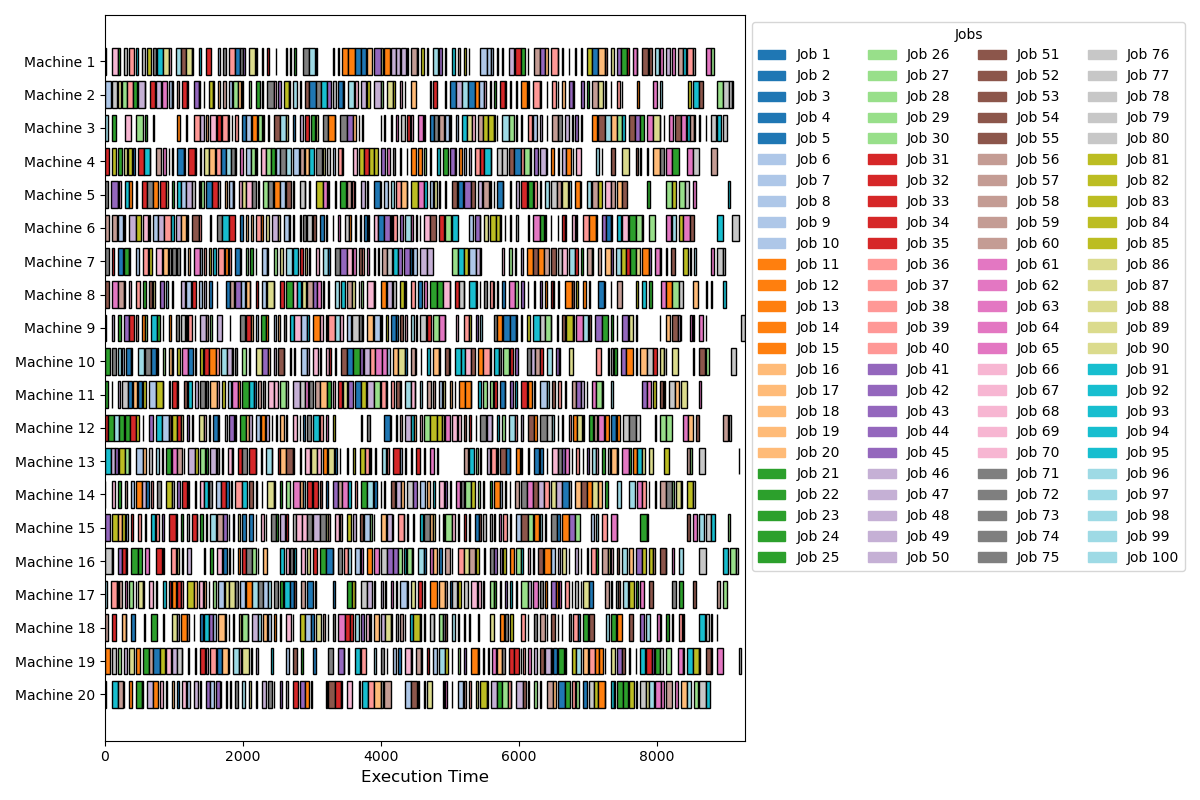 Machine 1
Machine 2
Machine 3
Machine 4
Machine 5
Machine 6
Machine 7
Machine 8
Machine 9
Machine 10
Machine 11
Machine 12
Machine 13
Machine 14
Machine 15
Machine 16
Machine 17
Machine 18
Machine 19
Machine 20
0 2000 4000 6000 8000
Execution Time
Jobs
Job 1 Job 26 Job 51 Job 76
Job 2 Job 27 Job 52 Job 77
Job 3 Job 28 Job 53 Job 78
Job 4 Job 29 Job 54 Job 79
Job 5 Job 30 Job 55 Job 80
Job 6 Job 31 Job 56 Job 81
Job 7 Job 32 Job 57 Job 82
Job 8 Job 33 Job 58 Job 83
Job 9 Job 34 Job 59 Job 84
Job 10 Job 35 Job 60 Job 85
Job 11 Job 36 Job 61 Job 86
Job 12 Job 37 Job 62 Job 87
Job 13 Job 38 Job 63 Job 88
Job 14 Job 39 Job 64 Job 89
Job 15 Job 40 Job 65 Job 90
Job 16 Job 41 Job 66 Job 91
Job 17 Job 42 Job 67 Job 92
Job 18 Job 43 Job 68 Job 93
Job 19 Job 44 Job 69 Job 94
Job 20 Job 45 Job 70 Job 95
Job 21 Job 46 Job 71 Job 96
Job 22 Job 47 Job 72 Job 97
Job 23 Job 48 Job 73 Job 98
Job 24 Job 49 Job 74 Job 99
Job 25 Job 50 Job 75 Job 100